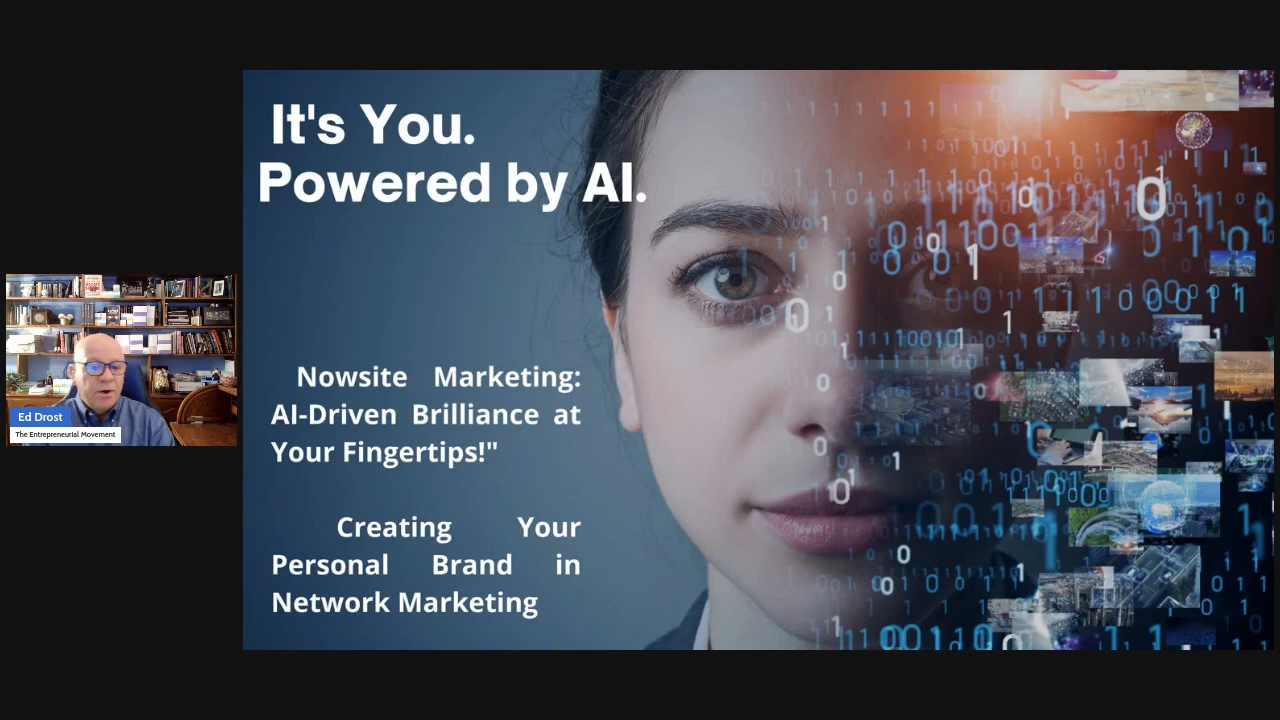 It's You.
Powered by AI.
Nowsite Marketing:
AI-Driven Brilliance at
Your Fingertips!"
Creating Your
Personal Brand in
Network Marketing
Ed Drost
The Entrepreneurial Movement